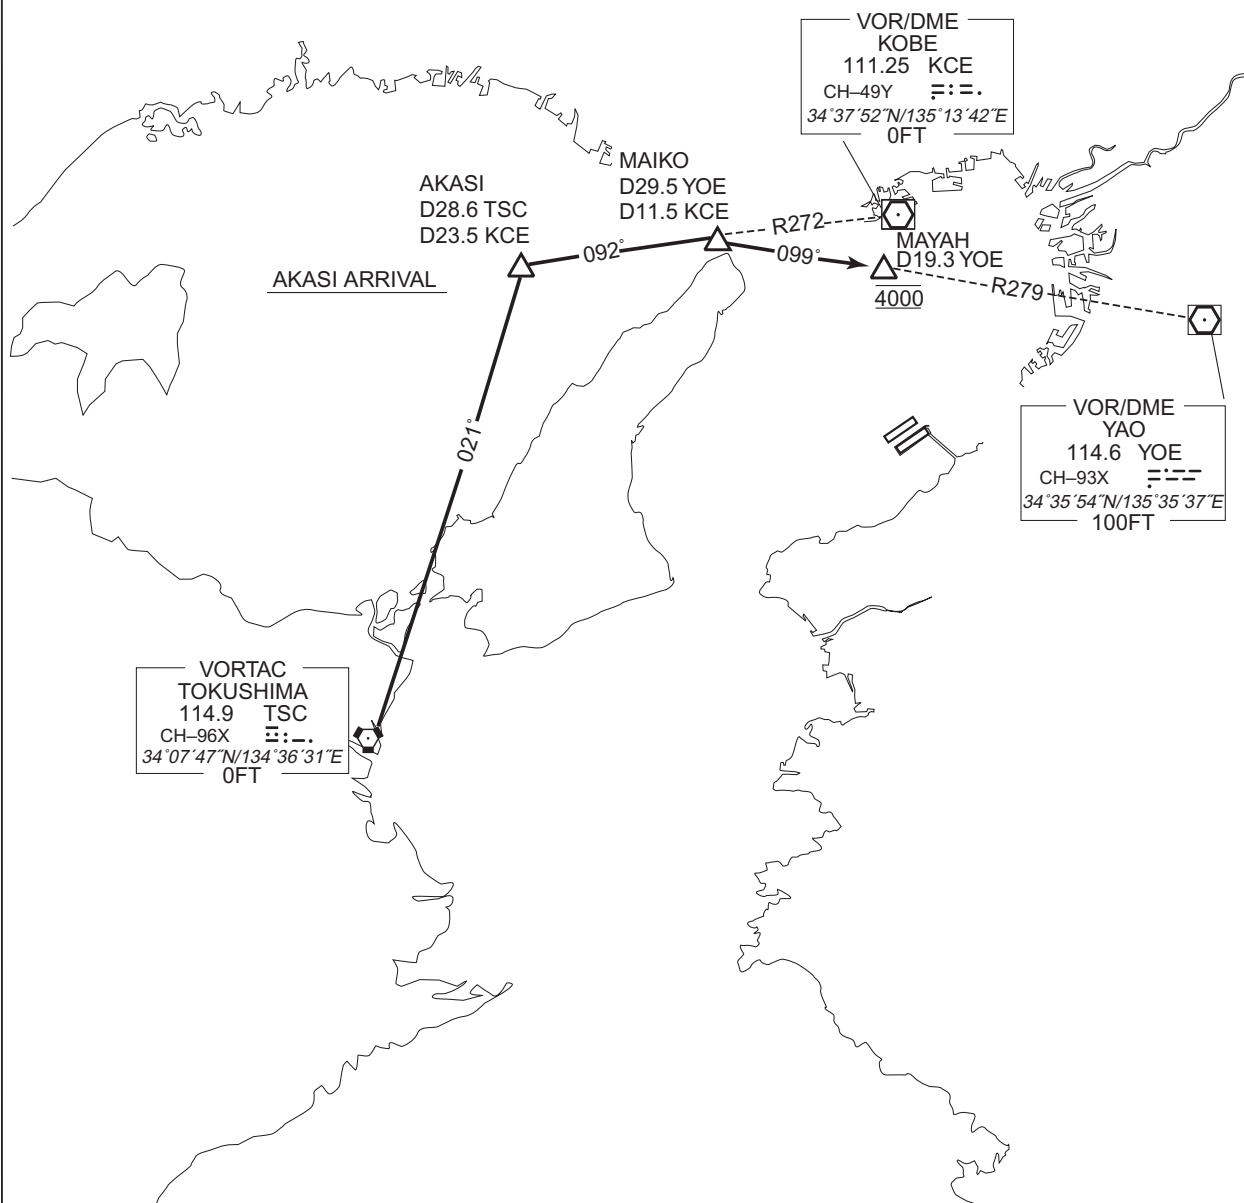 VOR/DME
KOBE
111.25 KCE
CH–49Y
34°37´52˝N/135°13´42˝E
0FT
MAIKO
D29.5 YOE
D11.5 KCE
AKASI
D28.6 TSC
D23.5 KCE
R272
092°
099°
MAYAH
D19.3 YOE
4000
AKASI ARRIVAL
R279
021°
VOR/DME
YAO
114.6 YOE
CH–93X
34°35´54˝N/135°35´37˝E
100FT
VORTAC
TOKUSHIMA
114.9 TSC
CH–96X
34°07´47˝N/134°36´31˝E
0FT